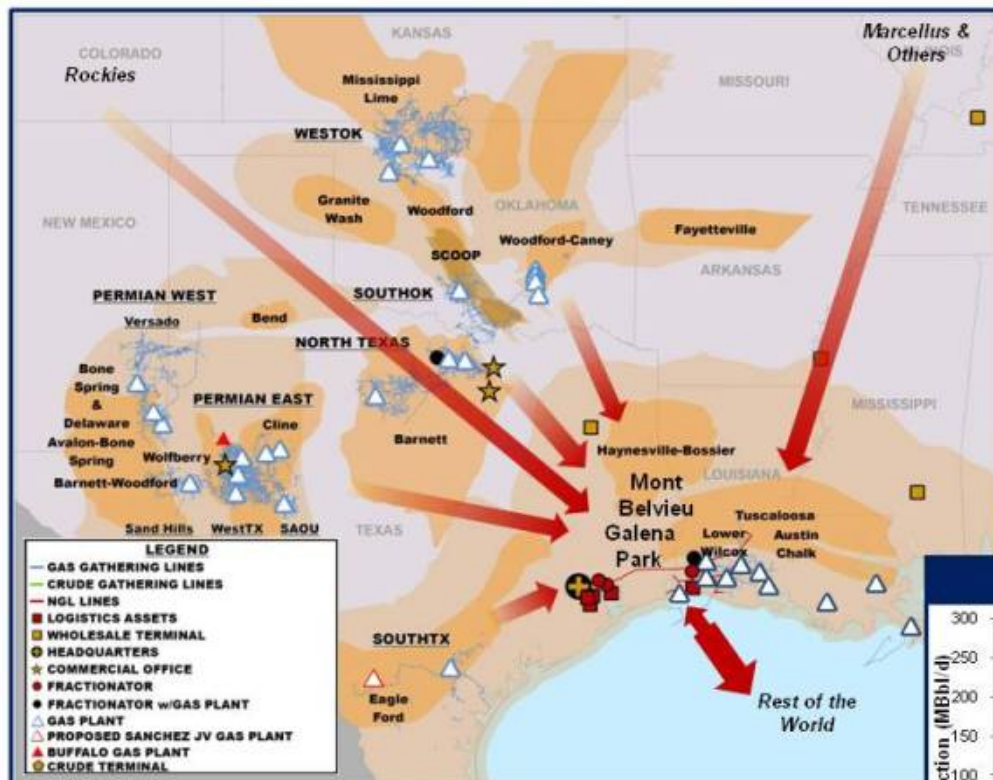 COLORADO
KANSAS
Marcellus &
Others
ILLINOIS
Rockies
MISSOURI
Mississippi
Lime
WESTOK
Granite
Wash
Woodford
OKLAHOMA
TENNESSEE
NEW MEXICO
Woodford-Caney
Fayetteville
SCOOP
ARKANSAS
PERMIAN WEST
SOUTHOK
Versado
Bend
NORTH TEXAS
Bone
Spring
&
Delaware
Avalon-Bone
Spring
PERMIAN EAST
Cline
MISSISSIPPI
Barnett
Wolfberry
Haynesville-Bossier
Barnett-Woodford
LOUISIANA
Mont
Belvieu
Galena
Park
Tuscaloosa
Austin
Chalk
Lower
Wilcox
TEXAS
Sand Hills
WestTX
SAOU
LEGEND
GAS GATHERING LINES
CRUDE GATHERING LINES
NGL LINES
LOGISTICS ASSETS
WHOLESALE TERMINAL
HEADQUARTERS
COMMERCIAL OFFICE
FRACTIONATOR
FRACTIONATOR w/GAS PLANT
GAS PLANT
PROPOSED SANCHEZ JV GAS PLANT
BUFFALO GAS PLANT
CRUDE TERMINAL
SOUTHTX
Eagle
Ford
Rest of the
World
300
250
200
150
100
(MBbl/d)